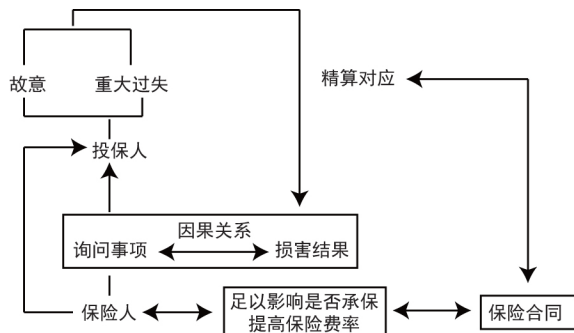 故意
重大过失
精算对应
投保人
因果关系
询问事项
损害结果
保险人
足以影响是否承保
提高保险费率
保险合同